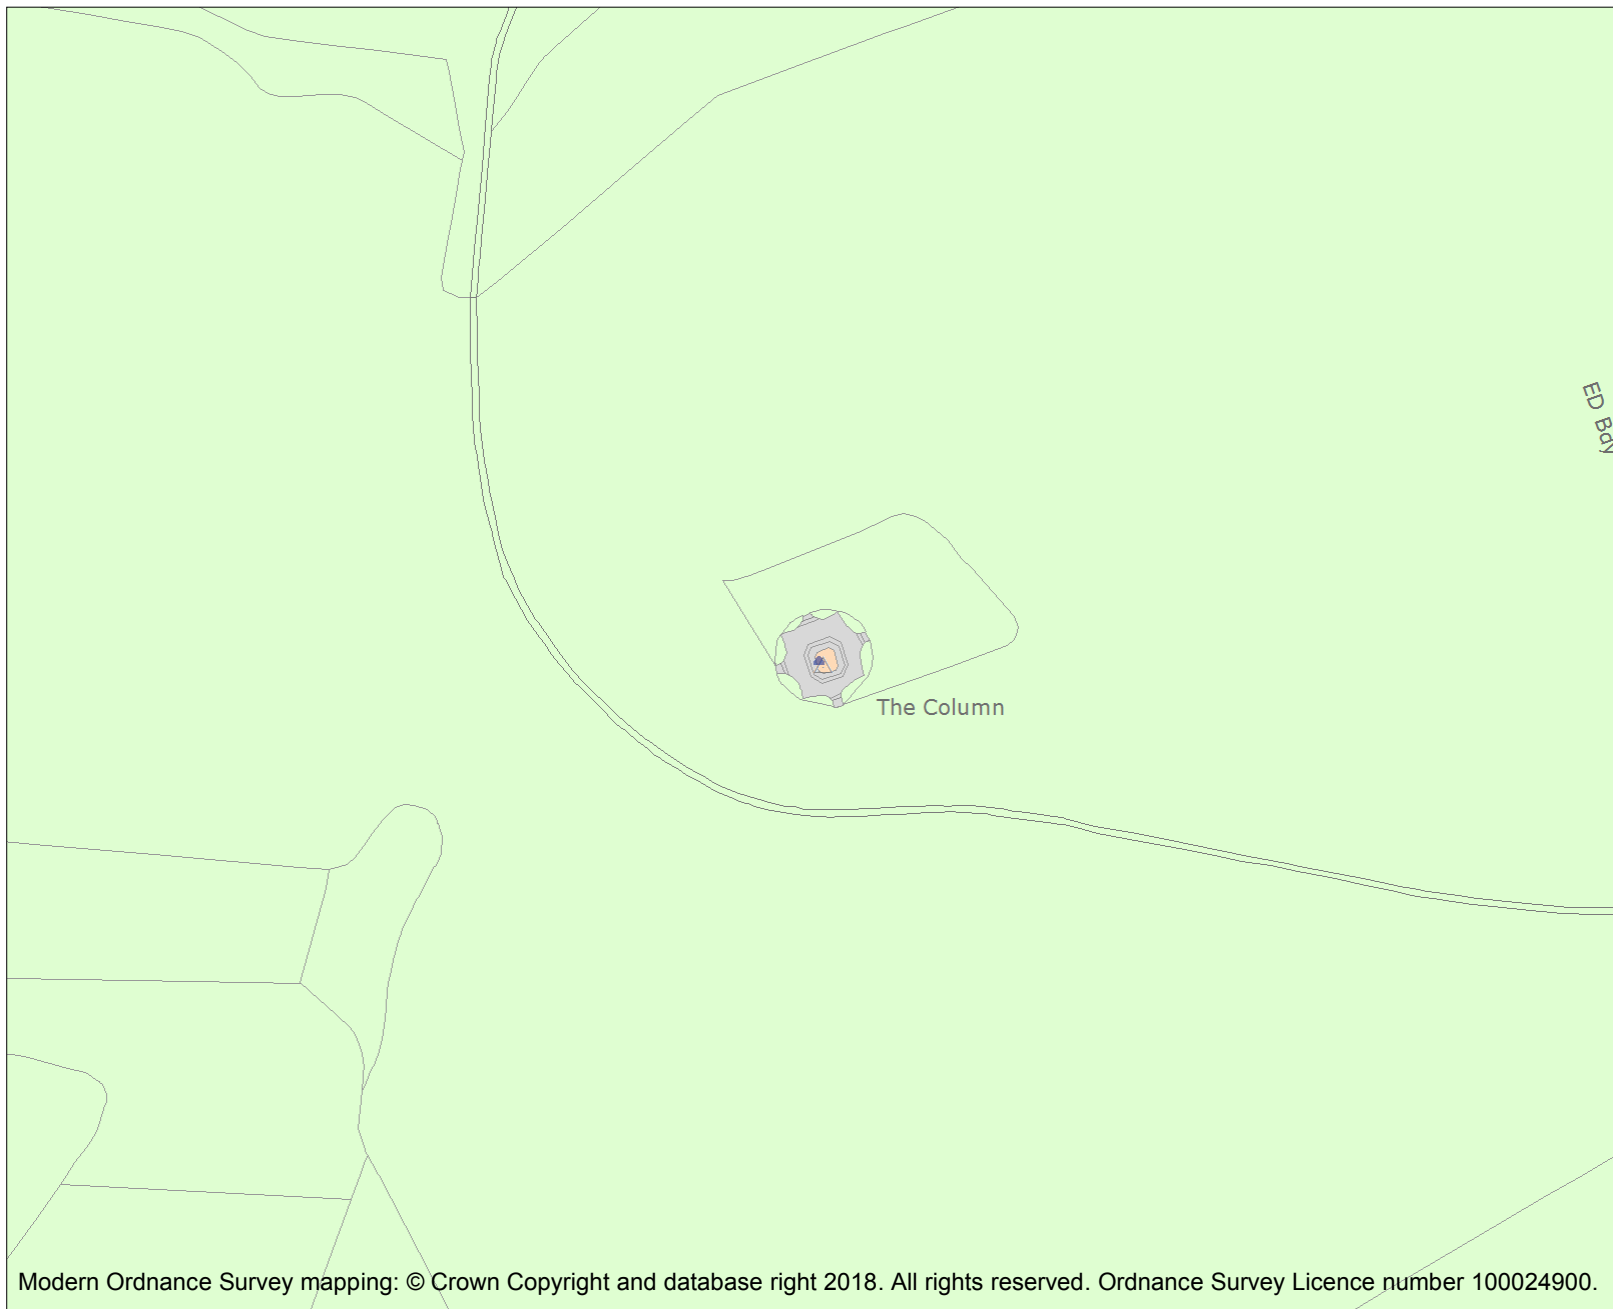 ED Bay
The Column
Modern Ordnance Survey mapping: © Crown Copyright and database right 2018. All rights reserved. Ordnance Survey Licence number 100024900.